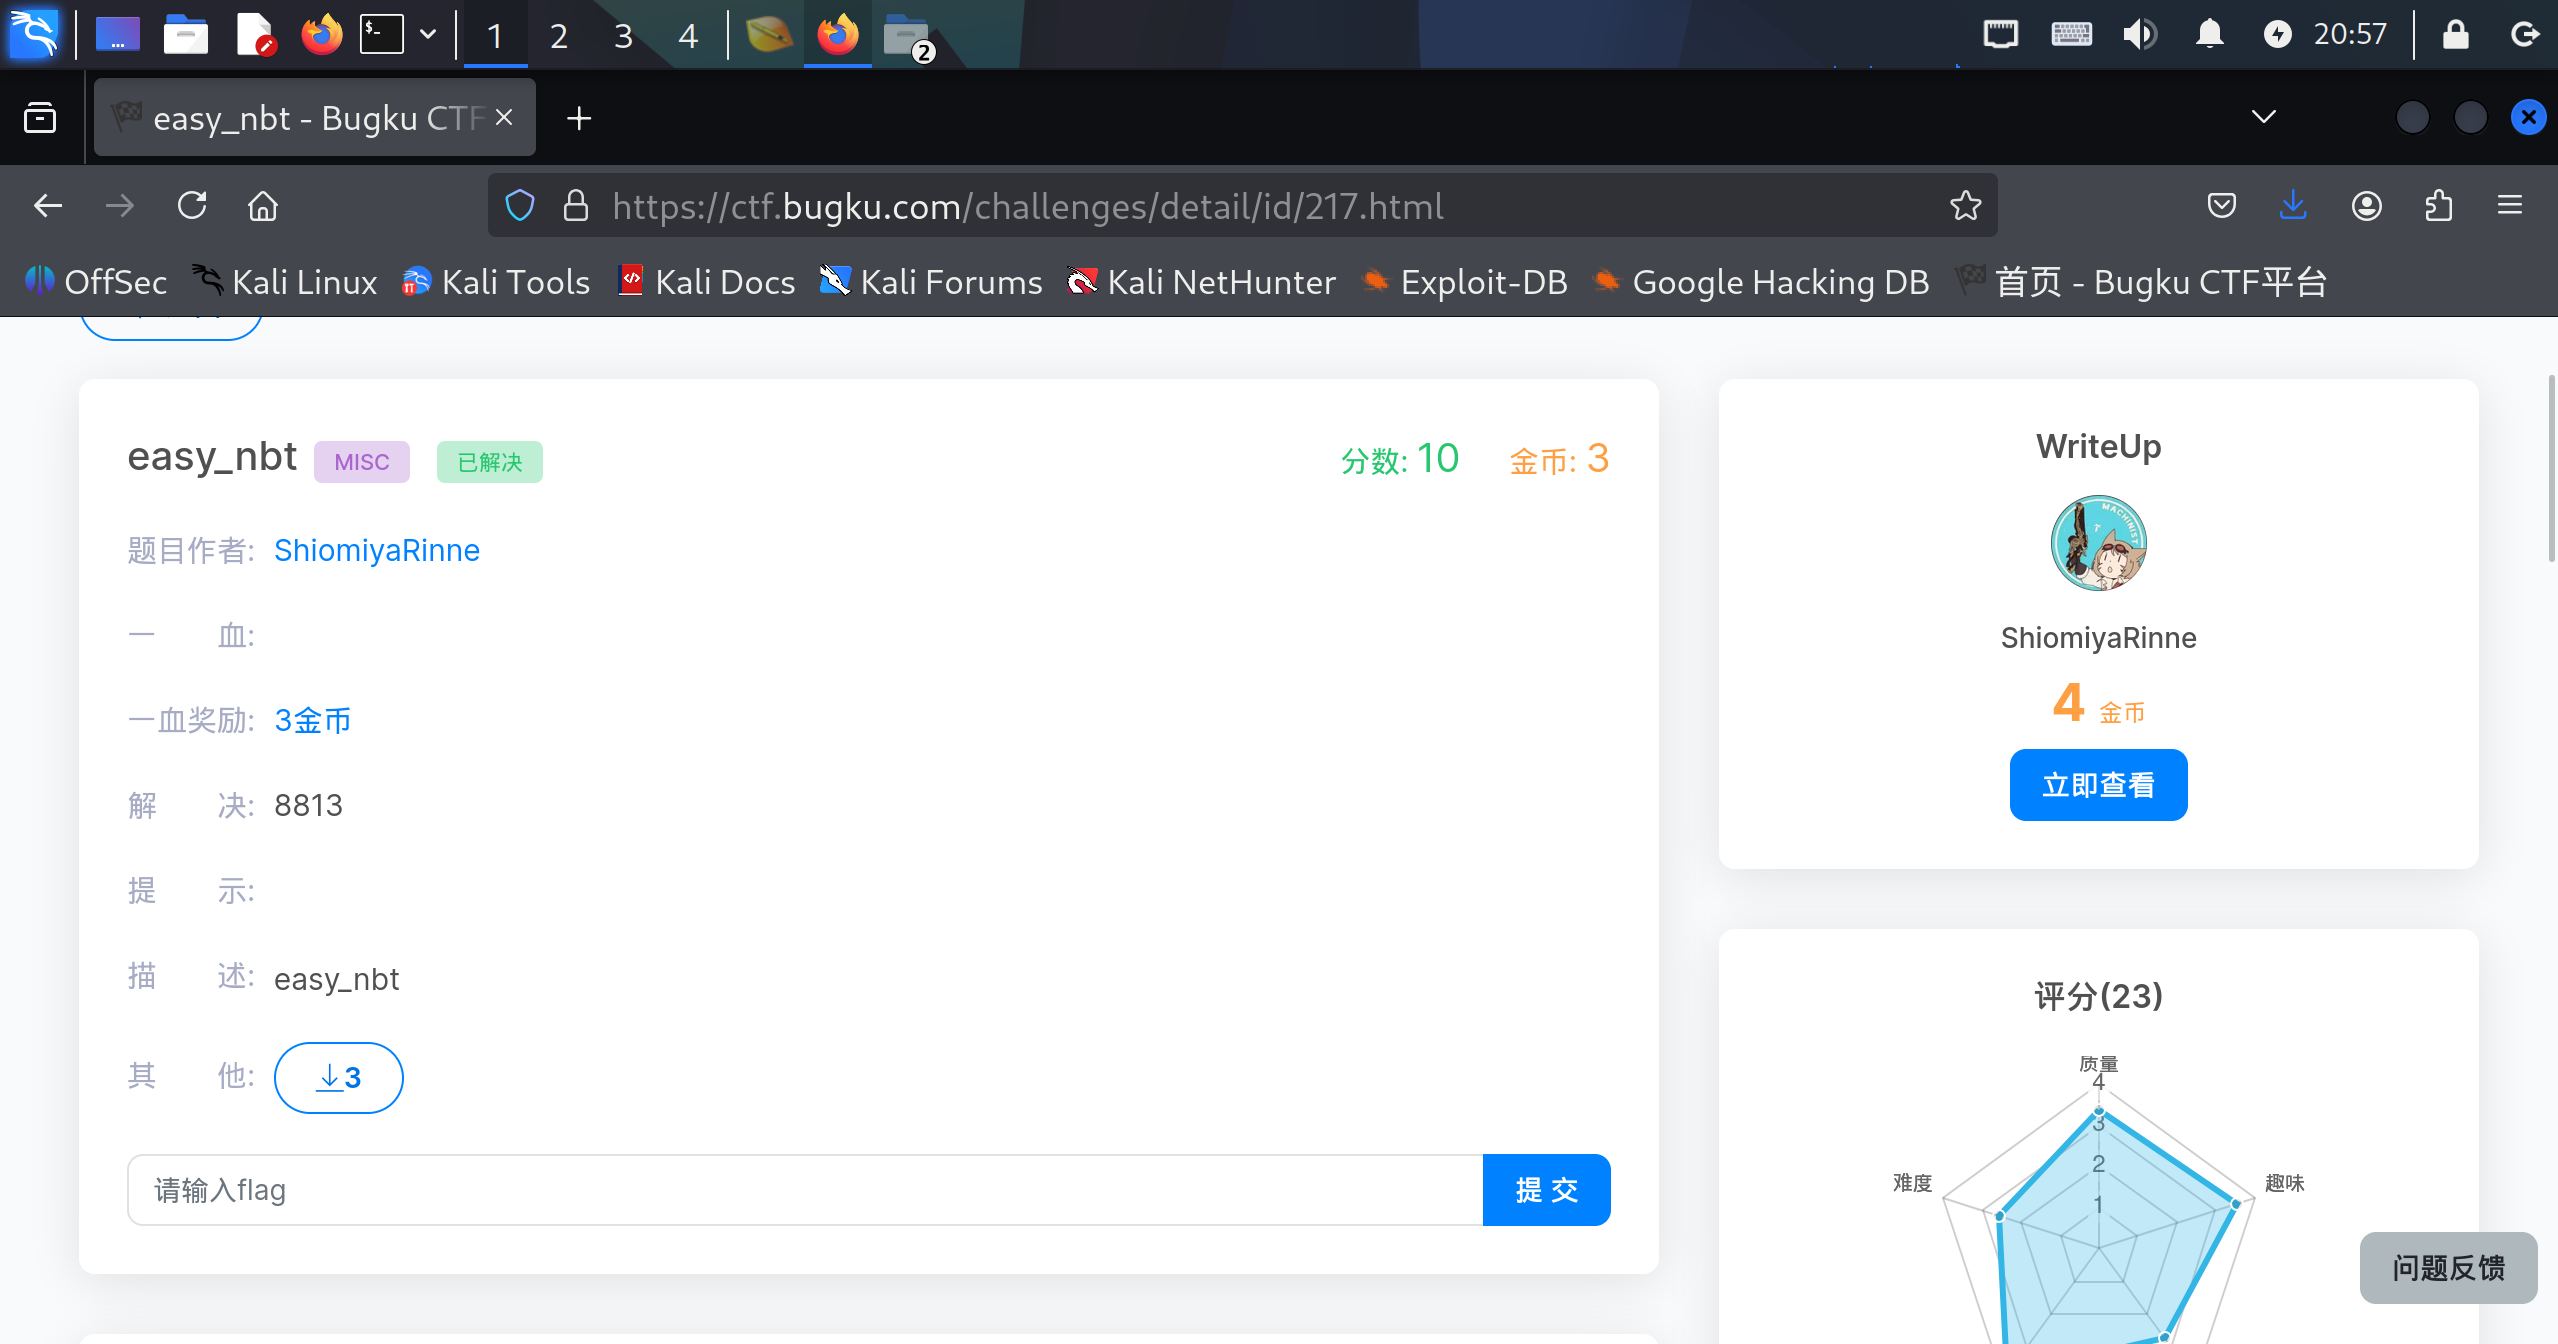 1 2 3 4 2 20:57
easy_nbt - Bugku CTF
https://ctf.bugku.com/challenges/detail/id/217.html
OffSec Kali Linux Kali Tools Kali Docs Kali Forums Kali NetHunter Exploit-DB Google Hacking DB 首页 - Bugku CTF平台
easy_nbt MISC 已解决 分数: 10 金币: 3
题目作者: ShiomiyaRinne
一 血:
一血奖励: 3金币
解 决: 8813
提 示:
描 述: easy_nbt
其 他: 3
请输入flag 提 交
WriteUp
MACHINIST
ShiomiyaRinne
4 金币
立即查看
评分(23)
质量
4
3
2
1
难度
趣味
问题反馈